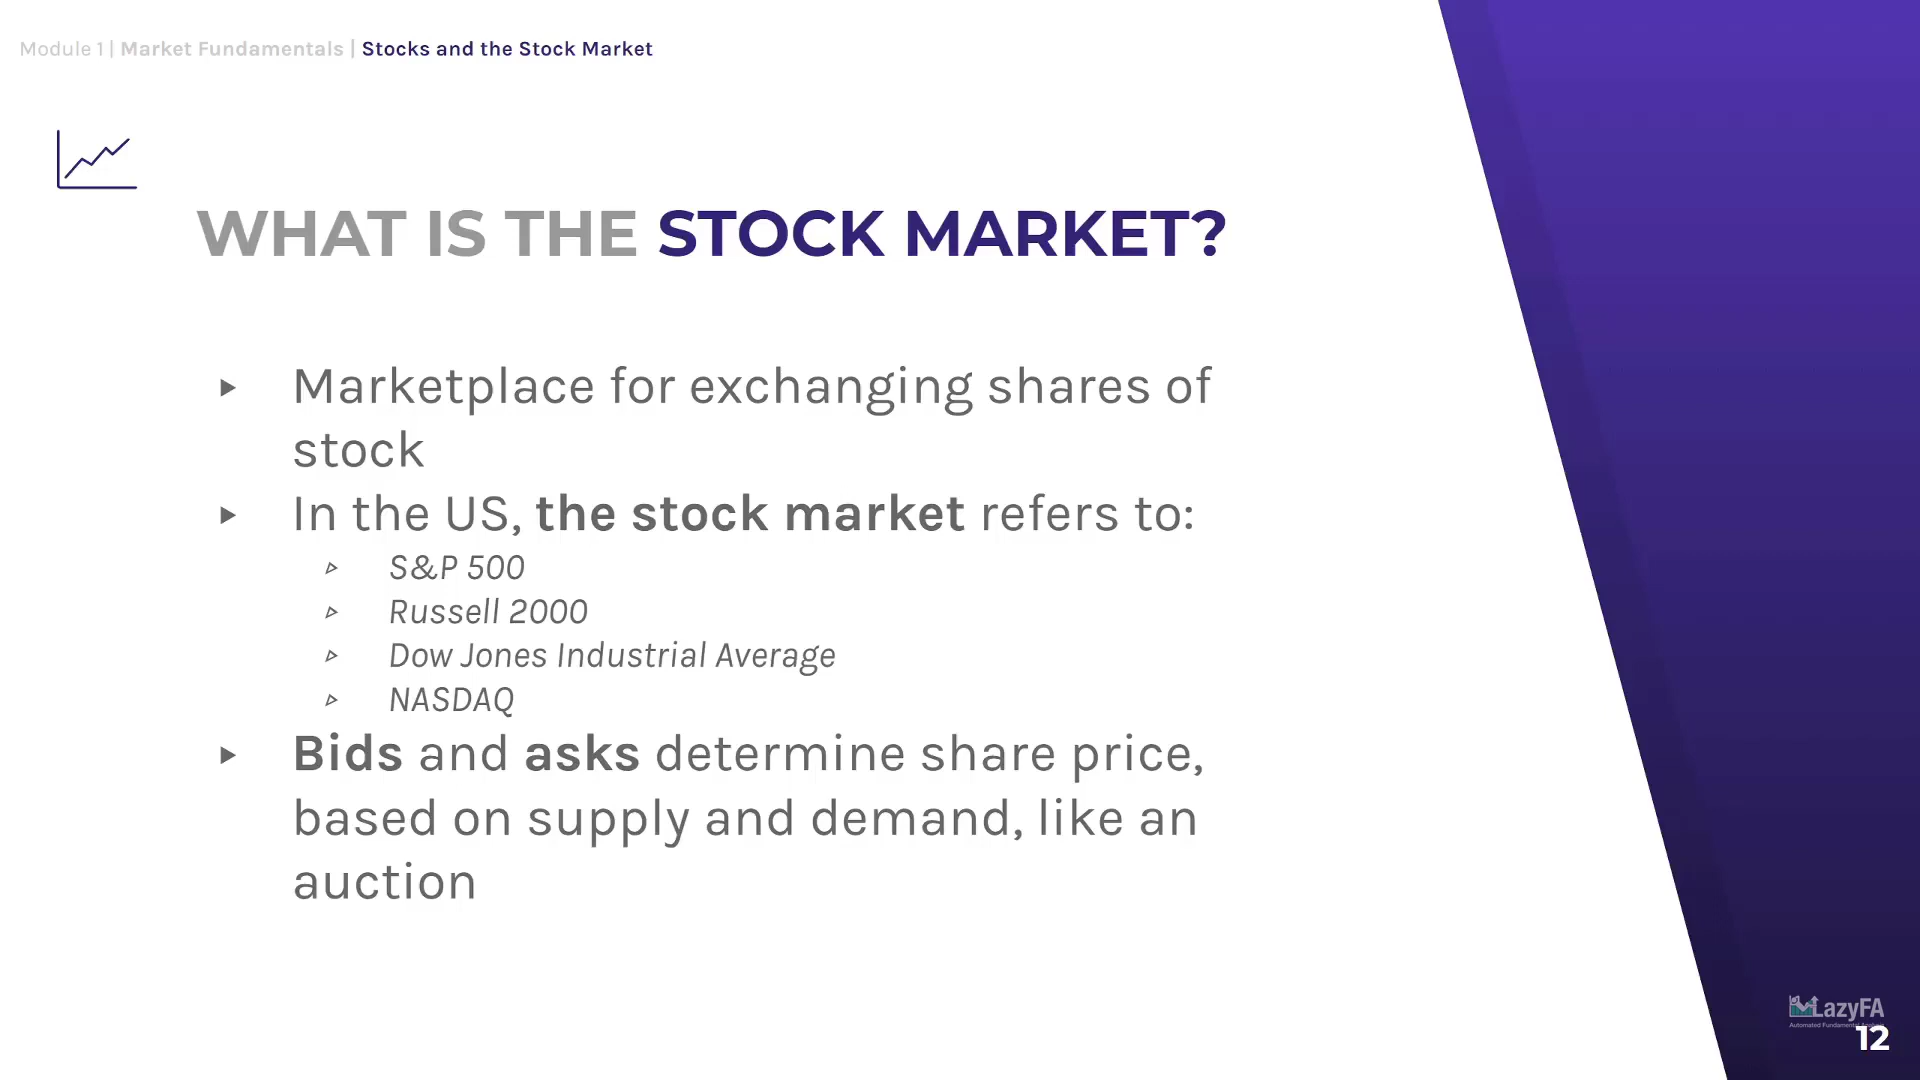 Module 1 | Market Fundamentals | Stocks and the Stock Market
WHAT IS THE STOCK MARKET?
Marketplace for exchanging shares of
stock
In the US, the stock market refers to:
S&P 500
Russell 2000
Dow Jones Industrial Average
NASDAQ
Bids and asks determine share price,
based on supply and demand, like an
auction
LazyFA
Automated Fundamental
12